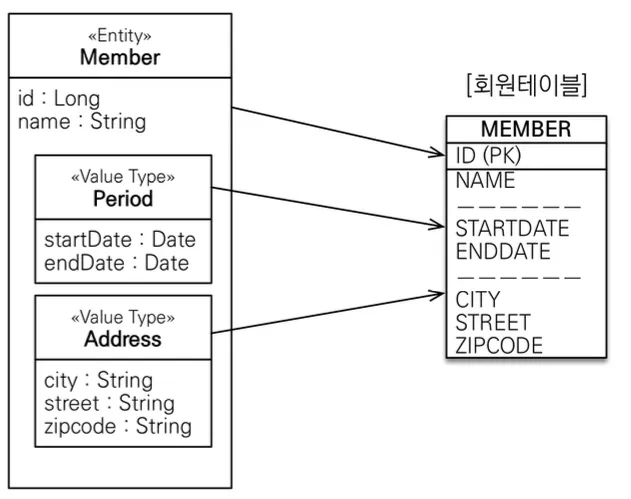 «Entity»
Member
id : Long
name : String
«Value Type»
Period
startDate : Date
endDate : Date
«Value Type»
Address
city : String
street : String
zipcode : String
[회원테이블]
MEMBER
ID (PK)
NAME
STARTDATE
ENDDATE
CITY
STREET
ZIPCODE